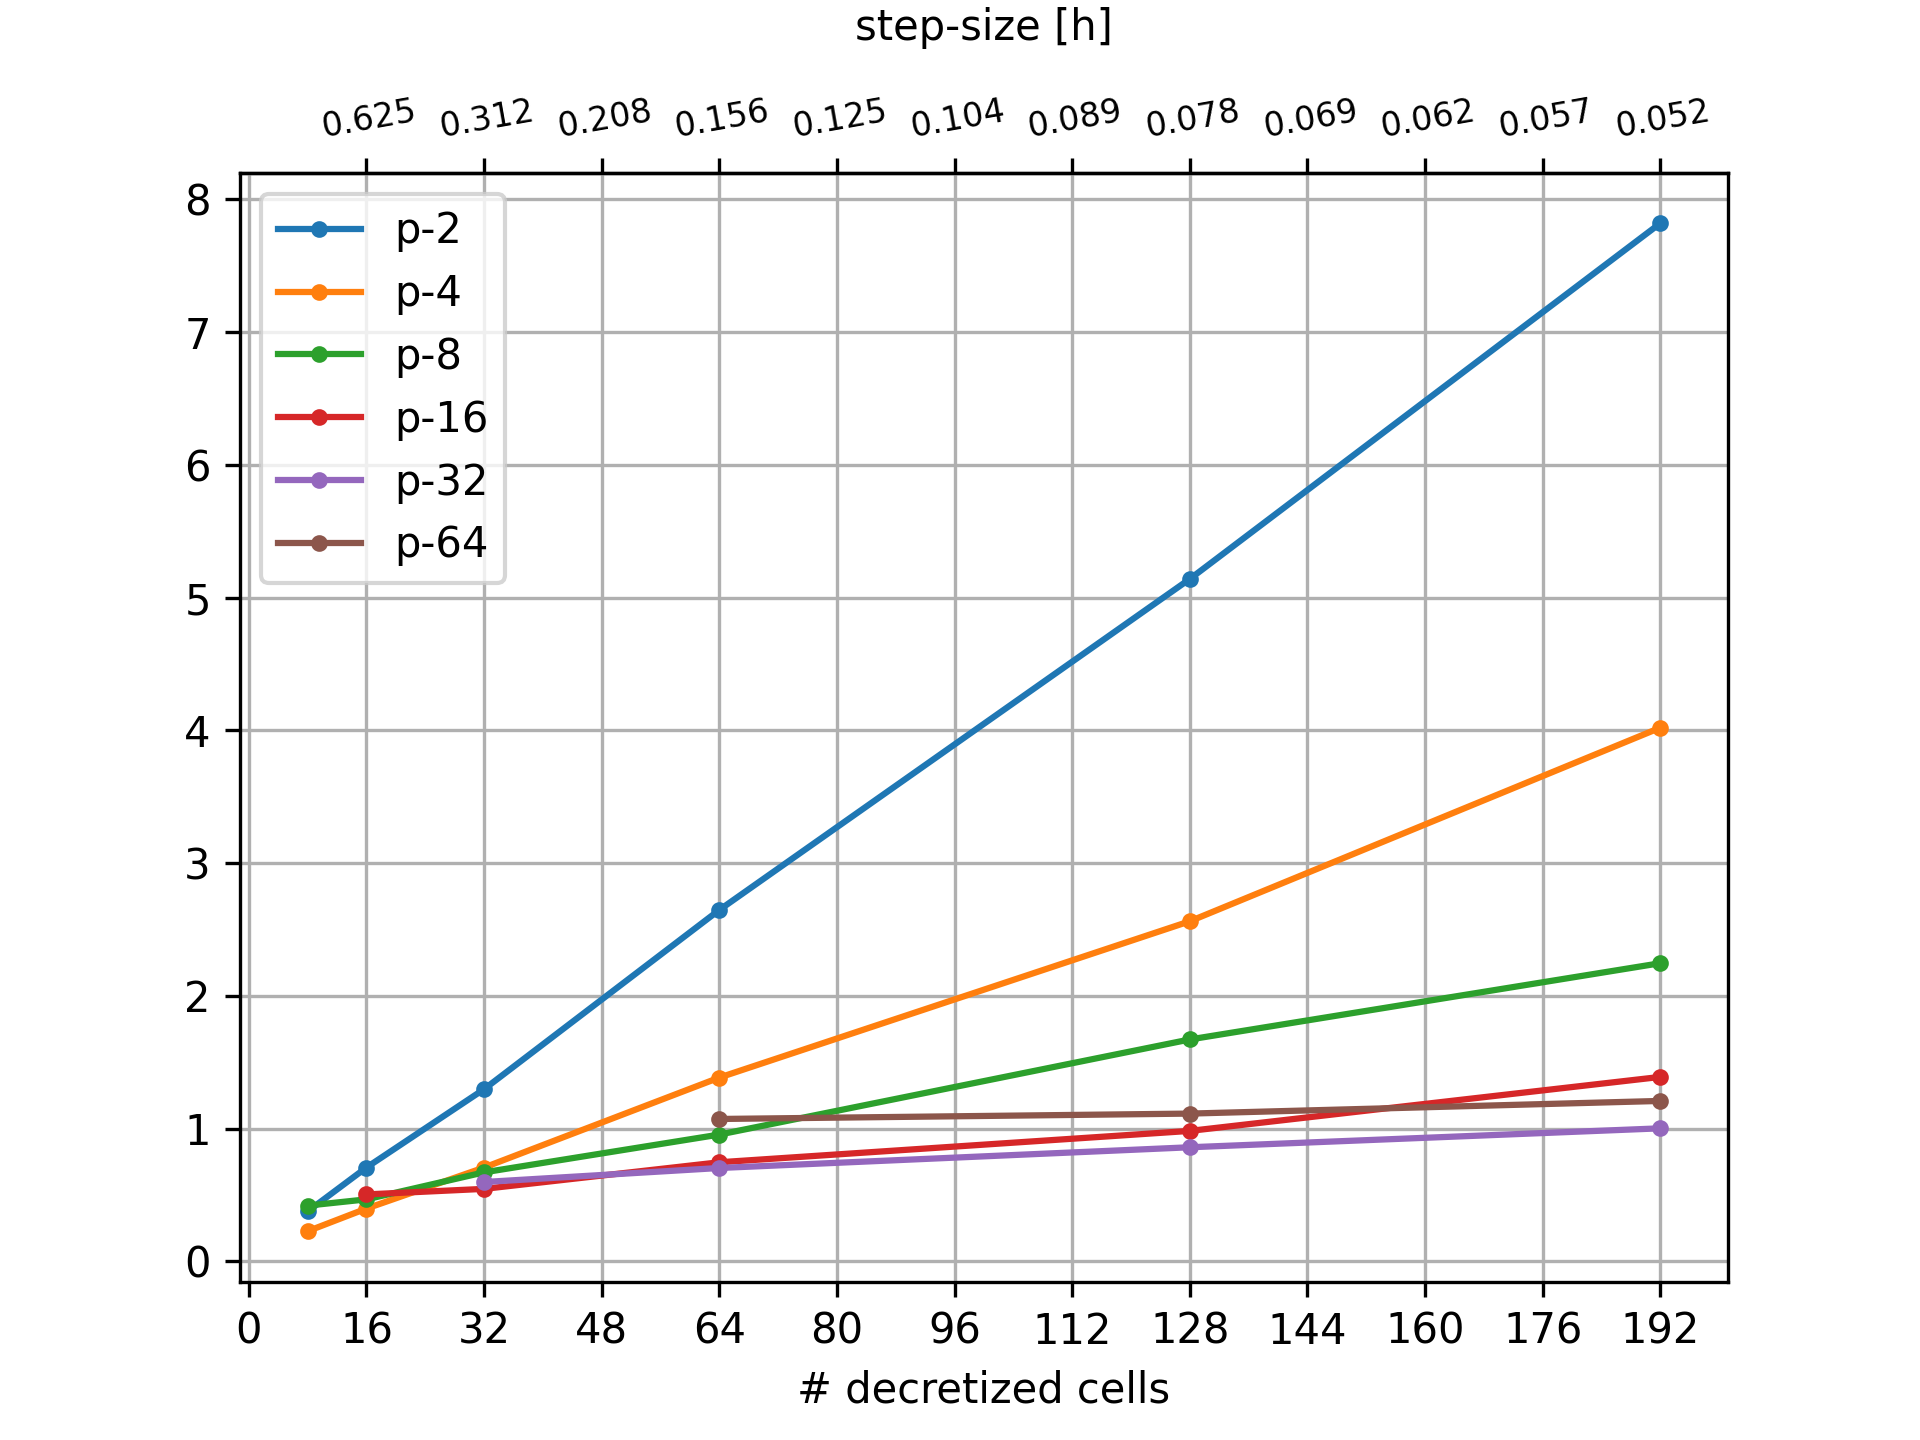 step-size [h]
0.625 0.312 0.208 0.156 0.125 0.104 0.089 0.078 0.069 0.062 0.057 0.052
8
7
6
5
4
3
2
1
0
p-2
p-4
p-8
p-16
p-32
p-64
0 16 32 48 64 80 96 112 128 144 160 176 192
# decretized cells